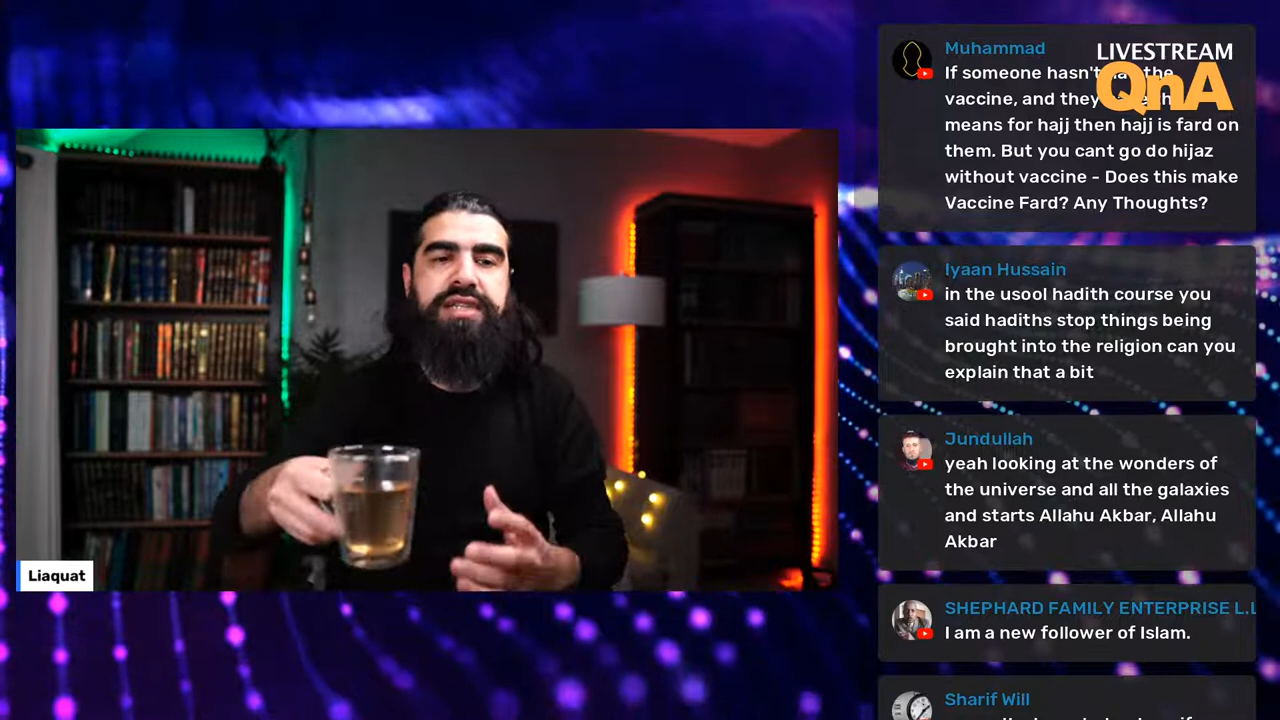 Muhammad
LIVESTREAM
QnA
If someone hasn't the
vaccine, and they
means for hajj then hajj is fard on
them. But you cant go do hijaz
without vaccine - Does this make
Vaccine Fard? Any Thoughts?
Iyaan Hussain
in the usool hadith course you
said hadiths stop things being
brought into the religion can you
explain that a bit
Jundullah
yeah looking at the wonders of
the universe and all the galaxies
and starts Allahu Akbar, Allahu
Akbar
SHEPHARD FAMILY ENTERPRISE L.L
I am a new follower of Islam.
Sharif Will
Liaquat